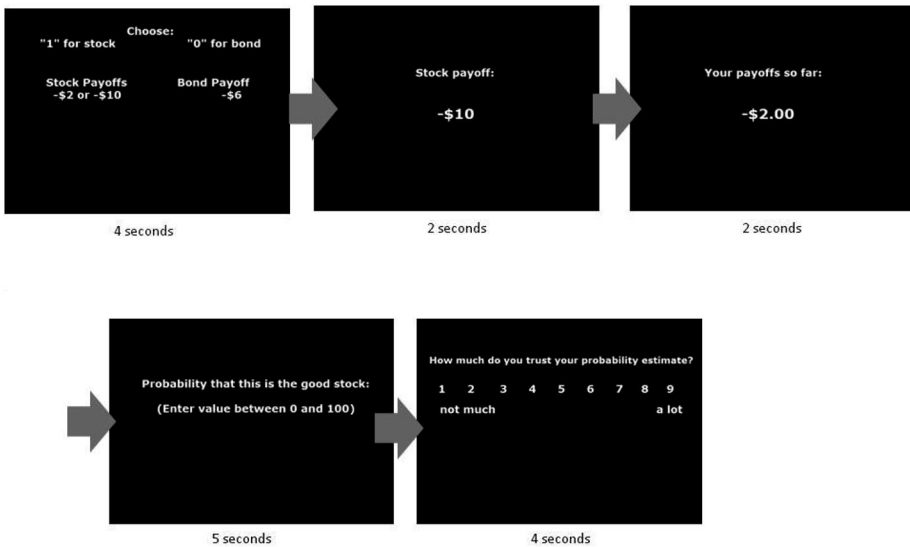 Choose:
"1" for stock "0" for bond
Stock Payoffs Bond Payoff
-$2 or -$10 -$6
4 seconds
Stock payoff:
-$10
2 seconds
Your payoffs so far:
-$2.00
2 seconds
Probability that this is the good stock:
(Enter value between 0 and 100)
5 seconds
How much do you trust your probability estimate?
1 2 3 4 5 6 7 8 9
not much a lot
4 seconds